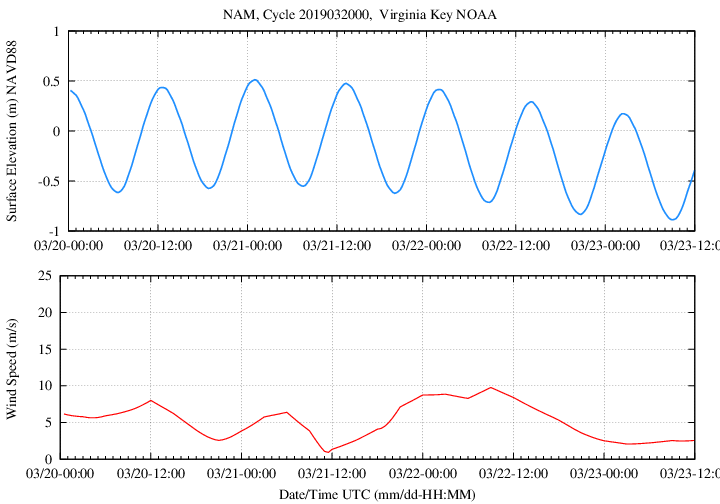 NAM, Cycle 2019032000,  Virginia Key NOAA
Surface Elevation (m) NAVD88
1
0.5
0
-0.5
-1
03/20-00:00 03/20-12:00 03/21-00:00 03/21-12:00 03/22-00:00 03/22-12:00 03/23-00:00 03/23-12:0
Wind Speed (m/s)
25
20
15
10
5
0
03/20-00:00 03/20-12:00 03/21-00:00 03/21-12:00 03/22-00:00 03/22-12:00 03/23-00:00 03/23-12:0
Date/Time UTC (mm/dd-HH:MM)